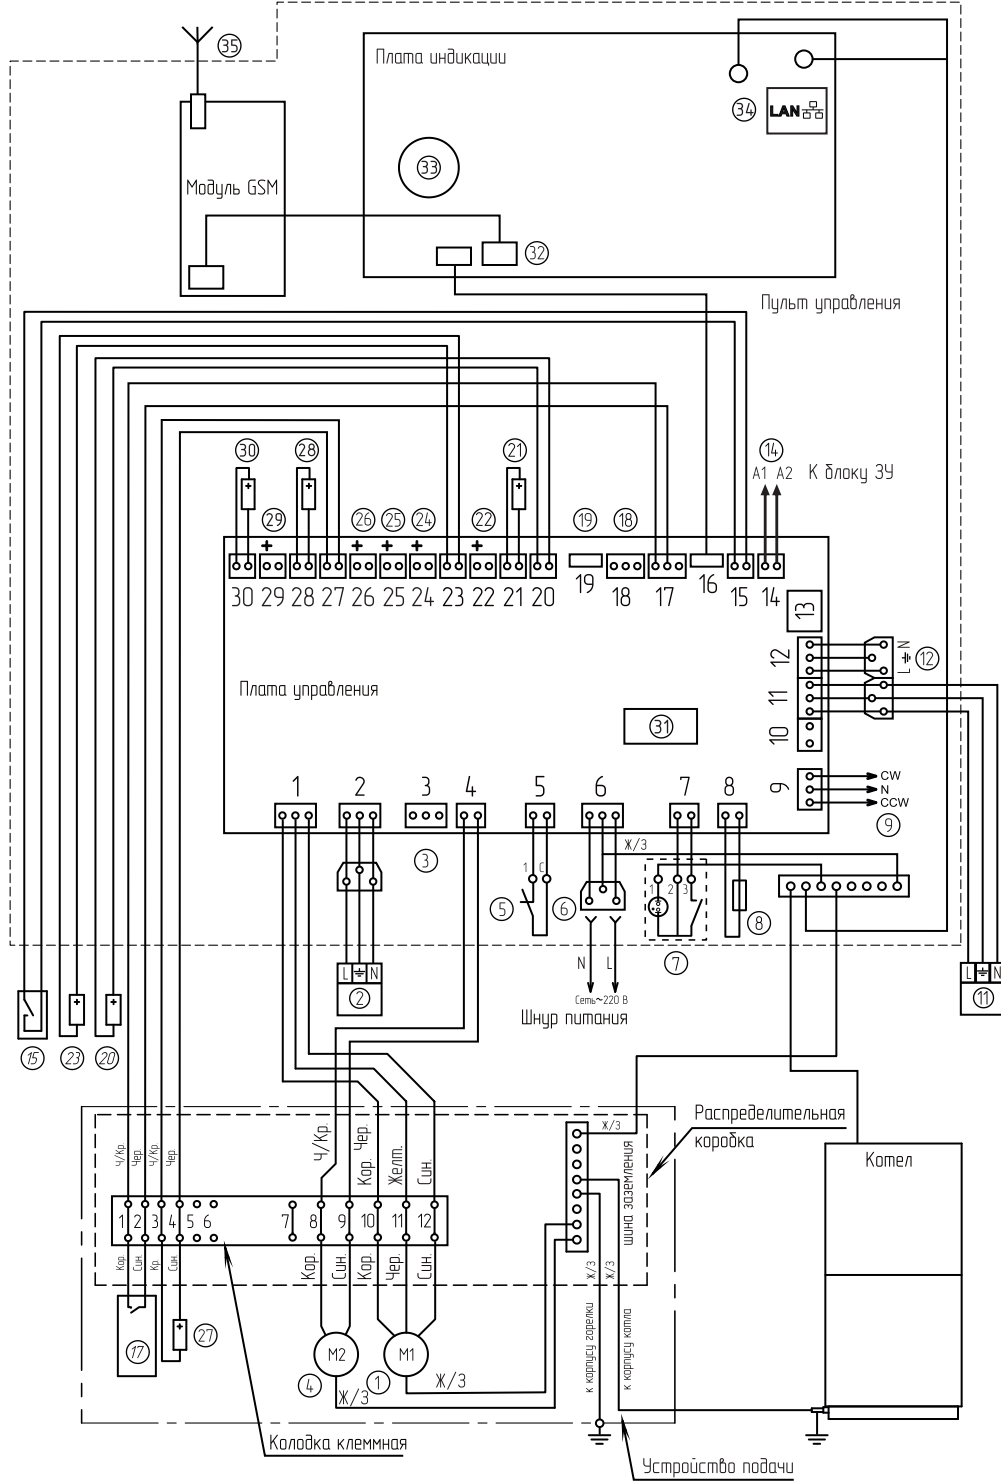 35
Плата индикации
34
LAN
33
Модуль GSM
32
Пульт управления
30 28 21 14
А1 А2 К блоку ЗУ
29 26 25 24 22 19 18
+ + + + +
30 29 28 27 26 25 24 23 22 21 20 19 18 17 16 15 14
13
12 N L 12
Плата управления
11
31
10
1 2 3 4 5 6 7 8 9
CW
N
CCW
9
Ж/З
3
1 С
1 2 3
5 6 8
7
L N
N L
L N
2
Сеть~220 В
11
Шнур питания
15 23 20
Распределительная
коробка
Ж/З
Ч/Кр. Чер. Ч/Кр. Чер. Ч/Кр. Кор. Чер. Желт. Син.
шина заземления
Котел
1 2 3 4 5 6 7 8 9 10 11 12
Кор. Син. Кр. Син. Кор. Син. Кор. Чер. Син.
Ж/З Ж/З
17 27
М2 М1
4 1
Ж/З
Ж/З
к корпусу горелки
к корпусу котла
Колодка клеммная
Устройство подачи